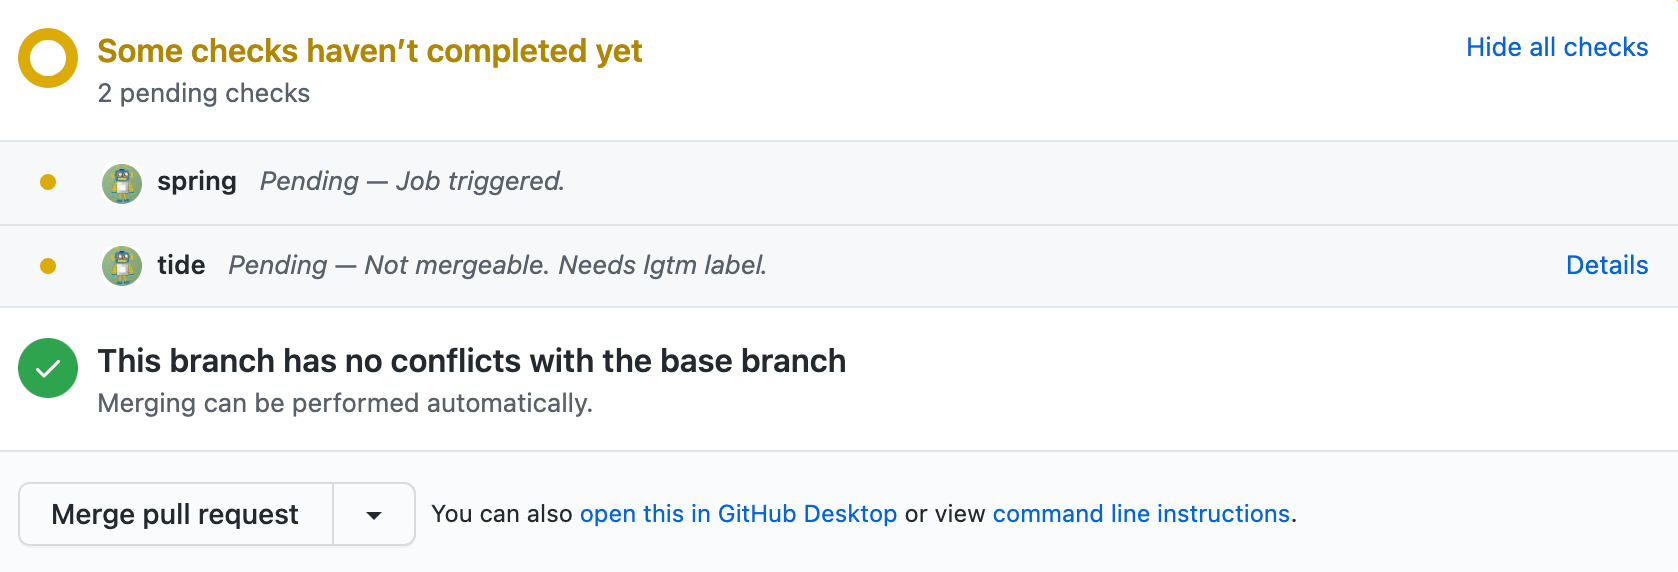 Some checks haven’t completed yet
Hide all checks
2 pending checks
spring Pending — Job triggered.
tide Pending — Not mergeable. Needs lgtm label.
Details
This branch has no conflicts with the base branch
Merging can be performed automatically.
Merge pull request
You can also open this in GitHub Desktop or view command line instructions.